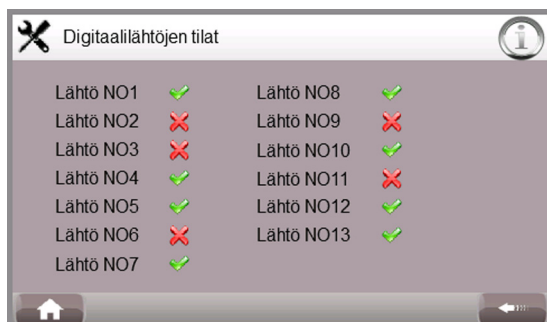 Digitaalilähtöjen tilat
Lähtö NO1
Lähtö NO2
Lähtö NO3
Lähtö NO4
Lähtö NO5
Lähtö NO6
Lähtö NO7
Lähtö NO8
Lähtö NO9
Lähtö NO10
Lähtö NO11
Lähtö NO12
Lähtö NO13